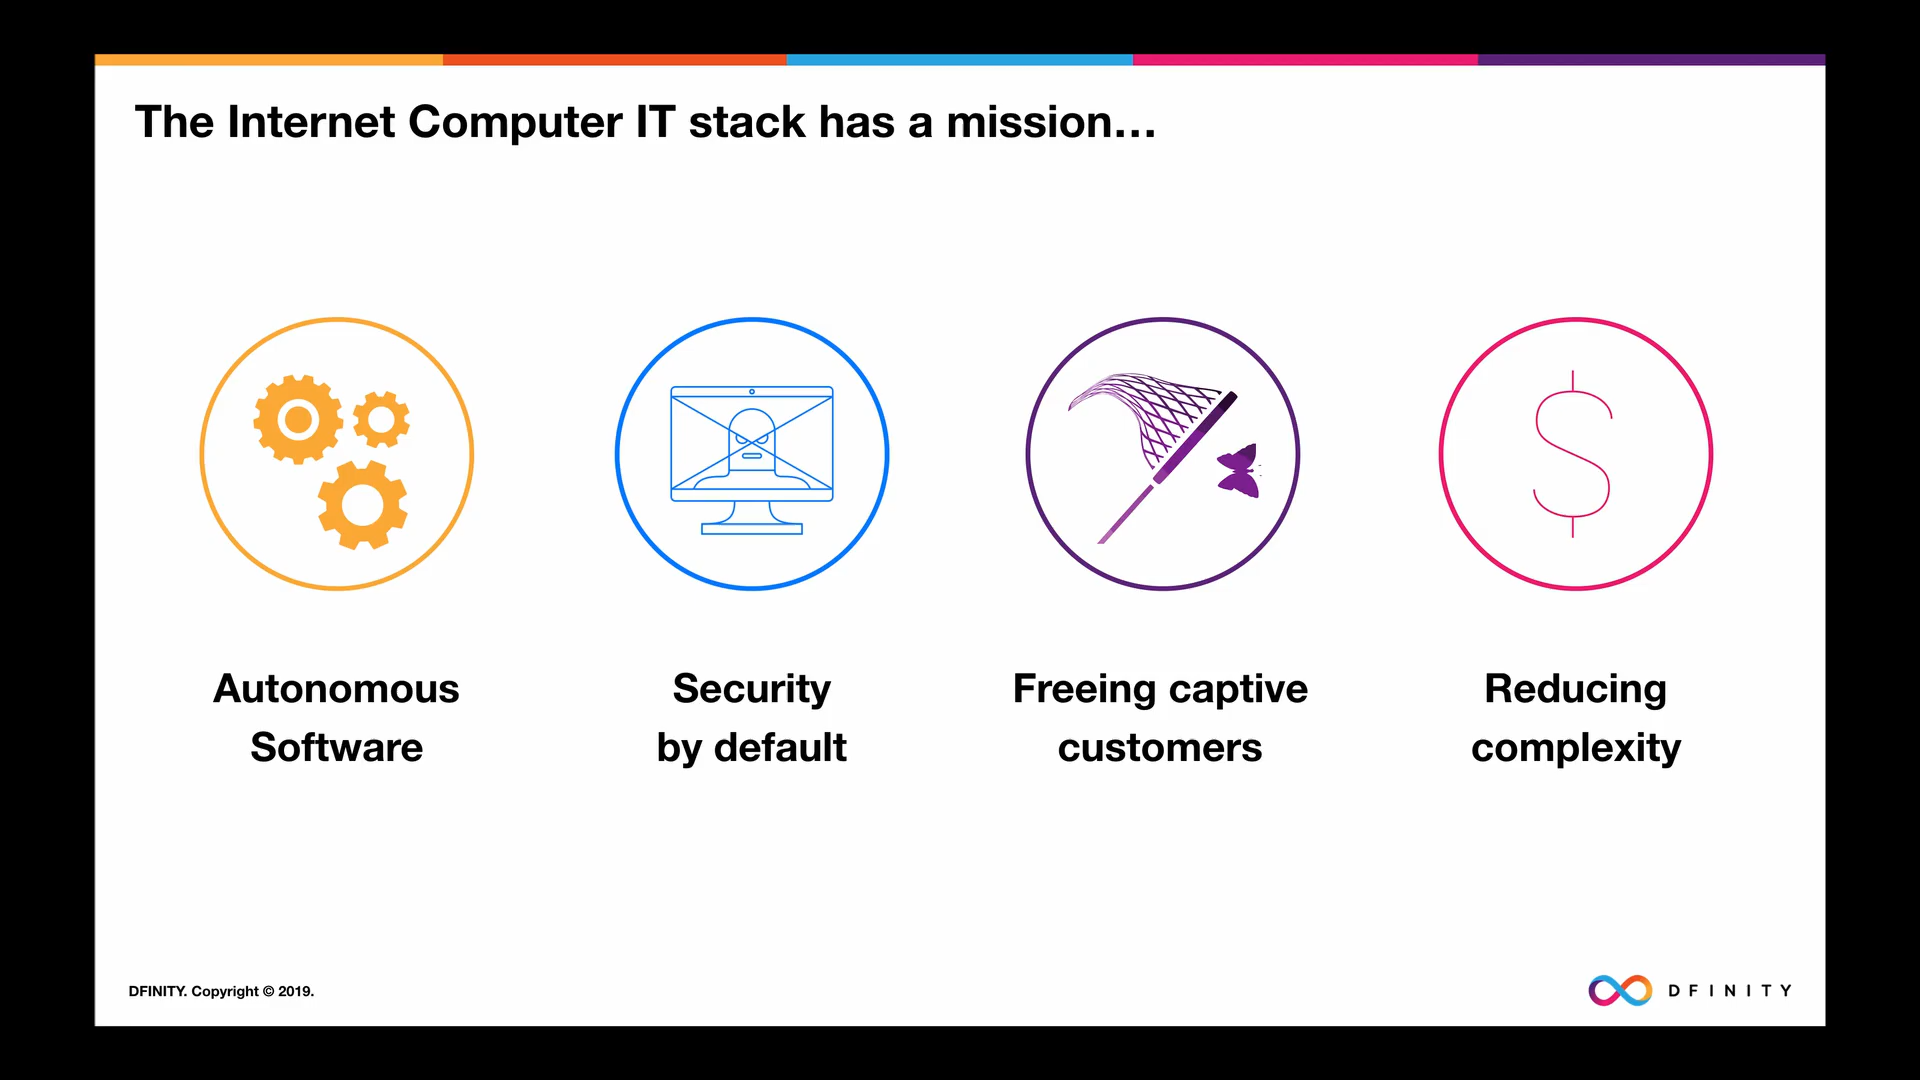 The Internet Computer IT stack has a mission...
Autonomous
Software
Security
by default
Freeing captive
customers
Reducing
complexity
DFINITY. Copyright © 2019.
DFINITY